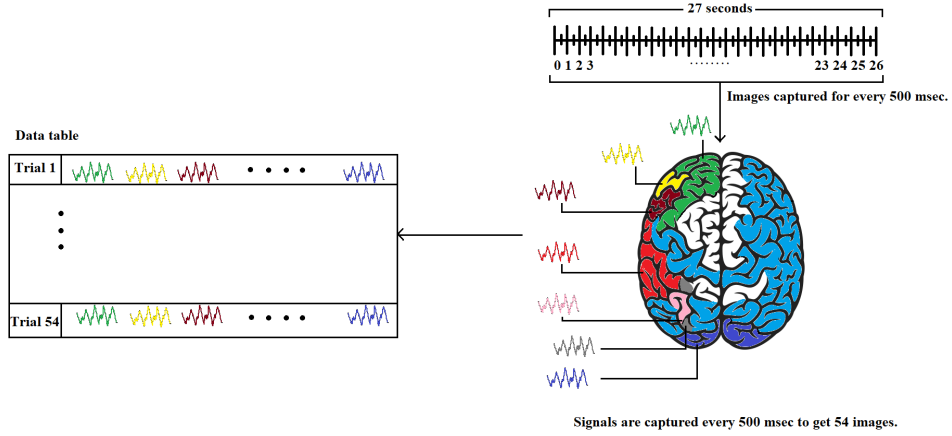 27 seconds
0 1 2 3 ......... 23 24 25 26
Images captured for every 500 msec.
Data table
Trial 1
Trial 54
Signals are captured every 500 msec to get 54 images.